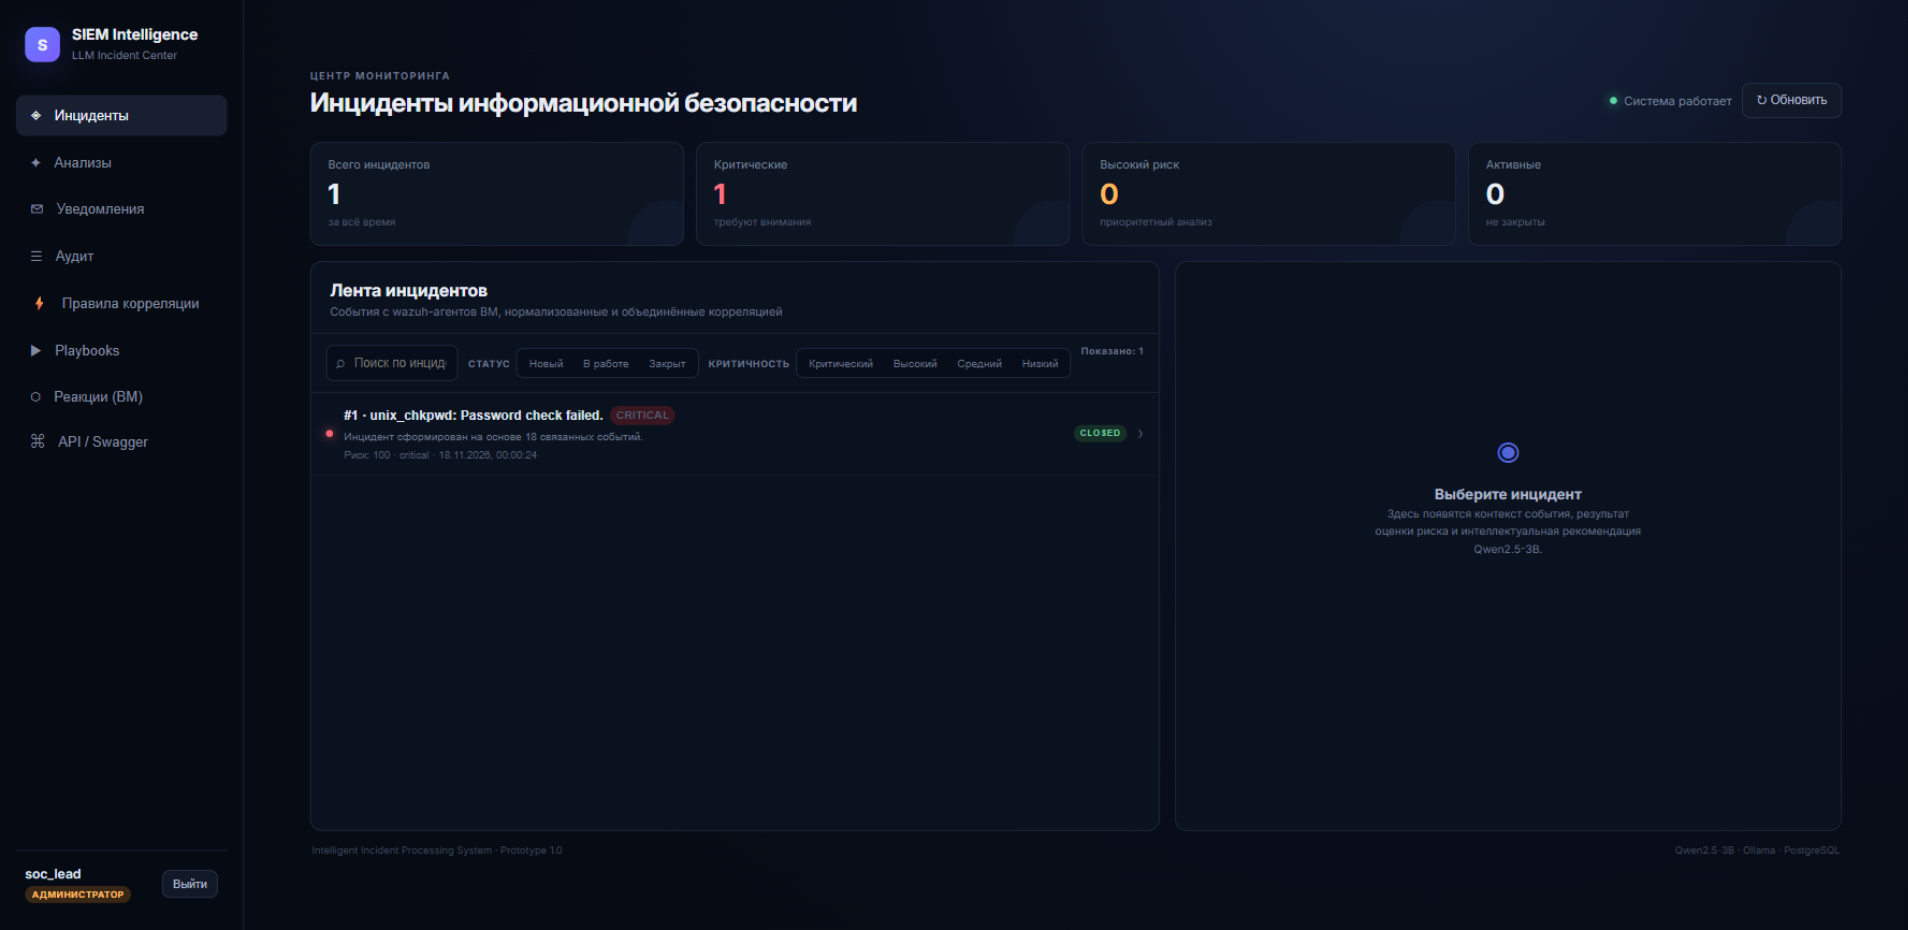 S
SIEM Intelligence
LLM Incident Center
Инциденты
Анализы
Уведомления
Аудит
Правила корреляции
Playbooks
Реакции (ВМ)
API / Swagger
soc_lead
АДМИНИСТРАТОР
Выйти
ЦЕНТР МОНИТОРИНГА
Инциденты информационной безопасности
Система работает
↻ Обновить
Всего инцидентов
1
за всё время
Критические
1
требуют внимания
Высокий риск
0
приоритетный анализ
Активные
0
не закрыты
Лента инцидентов
События с wazuh-агентов ВМ, нормализованные и объединённые корреляцией
Поиск по инцид
СТАТУС
Новый В работе Закрыт
КРИТИЧНОСТЬ
Критический Высокий Средний Низкий
Показано: 1
#1 · unix_chkpwd: Password check failed. CRITICAL
Инцидент сформирован на основе 18 связанных событий.
Риск: 100 · critical · 18.11.2026, 00:00:24
CLOSED
Выберите инцидент
Здесь появятся контекст события, результат
оценки риска и интеллектуальная рекомендация
Qwen2.5-3B.
Intelligent Incident Processing System · Prototype 1.0
Qwen2.5-3B · Ollama · PostgreSQL